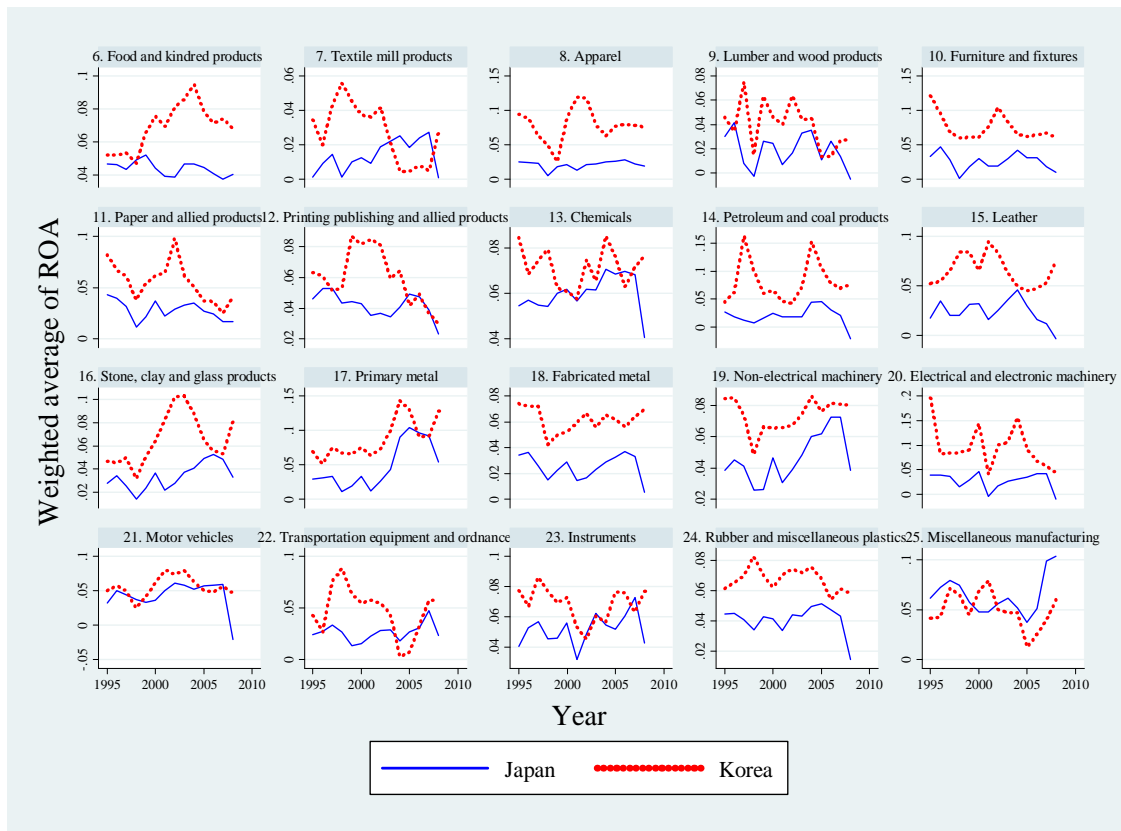 6. Food and kindred products 7. Textile mill products 8. Apparel 9. Lumber and wood products 10. Furniture and fixtures
.04 .06 .08 .1
0 .02 .04 .06
0 .05 .1 .15
0 .02 .04 .06 .08
0 .05 .1 .15
11. Paper and allied products 12. Printing publishing and allied products 13. Chemicals 14. Petroleum and coal products 15. Leather
0 .05 .1
.02 .04 .06 .08
.04 .06 .08
0 .05 .1 .15
0 .05 .1
16. Stone, clay and glass products 17. Primary metal 18. Fabricated metal 19. Non-electrical machinery 20. Electrical and electronic machinery
.02 .04 .06 .08 .1
0 .05 .1 .15
0 .02 .04 .06 .08
.02 .04 .06 .08
0 .05 .1 .15 .2
21. Motor vehicles 22. Transportation equipment and ordnance 23. Instruments 24. Rubber and miscellaneous plastics 25. Miscellaneous manufacturing
-.05 0 .05 .1
0 .05 .1
.04 .06 .08 .1
.02 .04 .06 .08
0 .05 .1
1995 2000 2005 2010 1995 2000 2005 2010 1995 2000 2005 2010 1995 2000 2005 2010 1995 2000 2005 2010
Weighted average of ROA
Year
Japan Korea